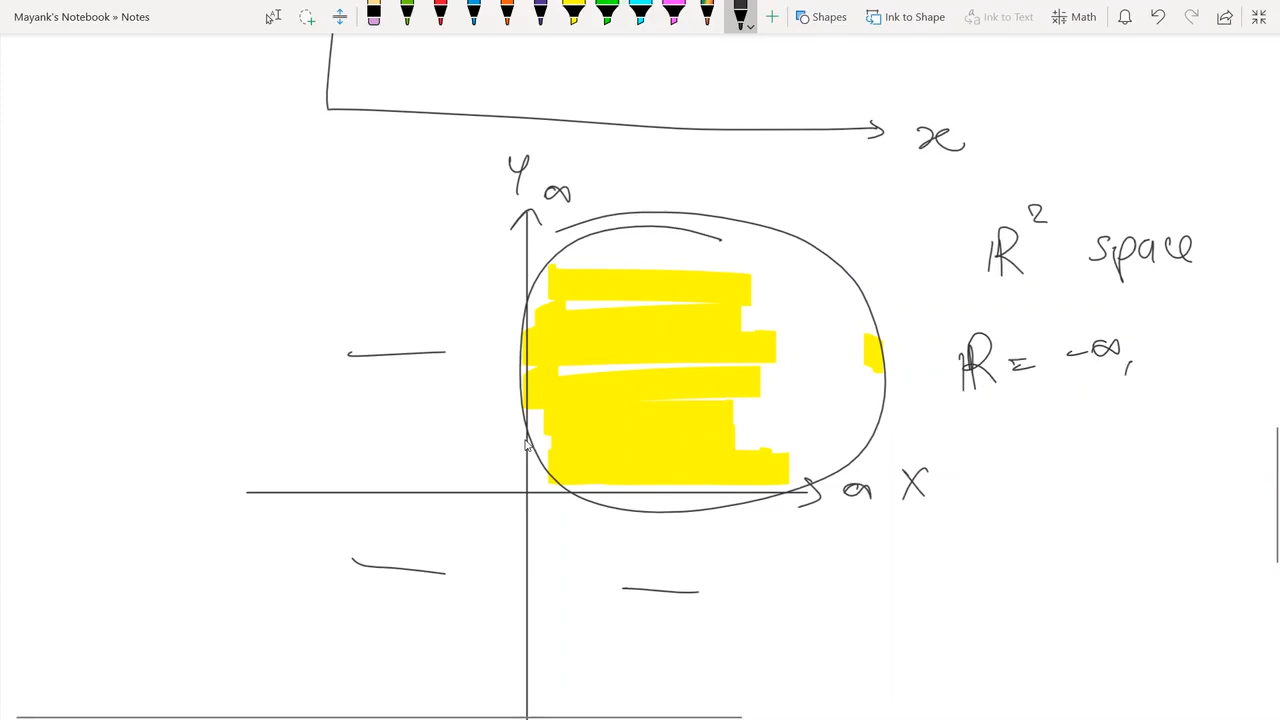 Mayank's Notebook » Notes
Shapes
Ink to Shape
Ink to Text
Math
x
Y
∞
ℝ² space
ℝ = -∞,
∞ X